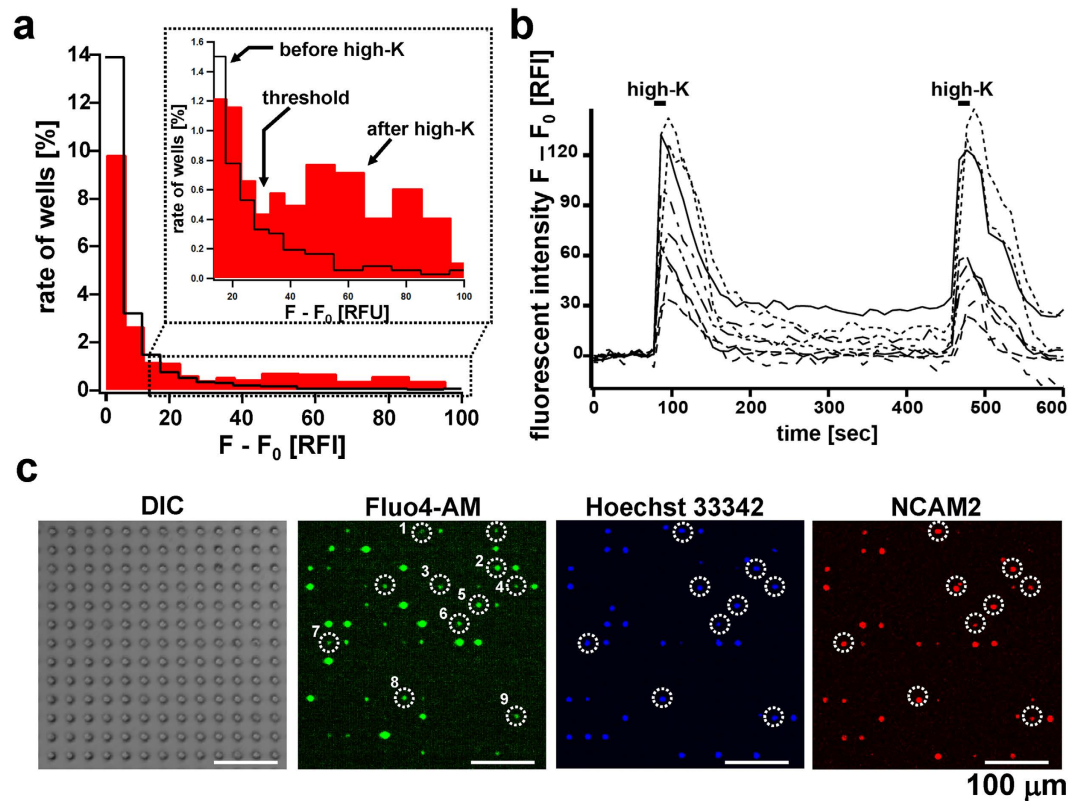 a
14
12
10
8
6
4
2
0
rate of wells [%]
0 20 40 60 80 100
F - F0 [RFI]
1.6
1.4
1.2
1.0
0.8
0.6
0.4
0.2
0.0
rate of wells [%]
before high-K
threshold
after high-K
20 40 60 80 100
F - F0 [RFU]
b
high-K high-K
fluorescent intensity F – F0 [RFI]
120
90
60
30
0
0 100 200 300 400 500 600
time [sec]
c
DIC Fluo4-AM Hoechst 33342 NCAM2
1
2
3 4
5
6
7
8
9
100 μm